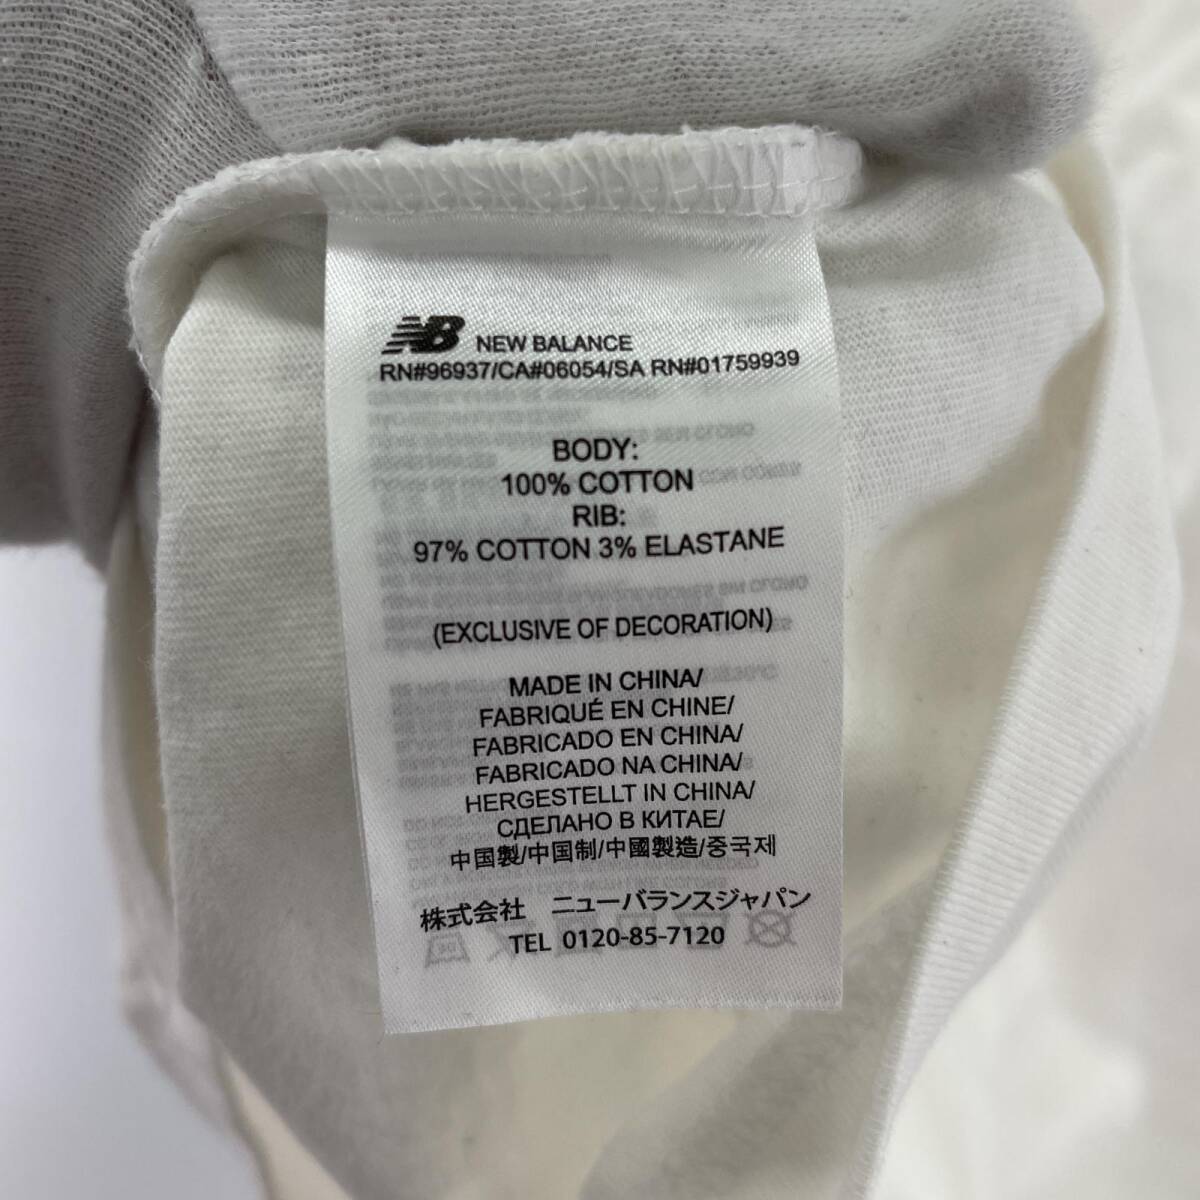 NB NEW BALANCE
RN#96937/CA#06054/SA RN#01759939
BODY:
100% COTTON
RIB:
97% COTTON 3% ELASTANE
(EXCLUSIVE OF DECORATION)
MADE IN CHINA/
FABRIQUÉ EN CHINE/
FABRICADO EN CHINA/
FABRICADO NA CHINA/
HERGESTELLT IN CHINA/
СДЕЛАНО В КИТАЕ/
中国製/中国制/中國製造/중국제
株式会社 ニューバランスジャパン
TEL 0120-85-7120